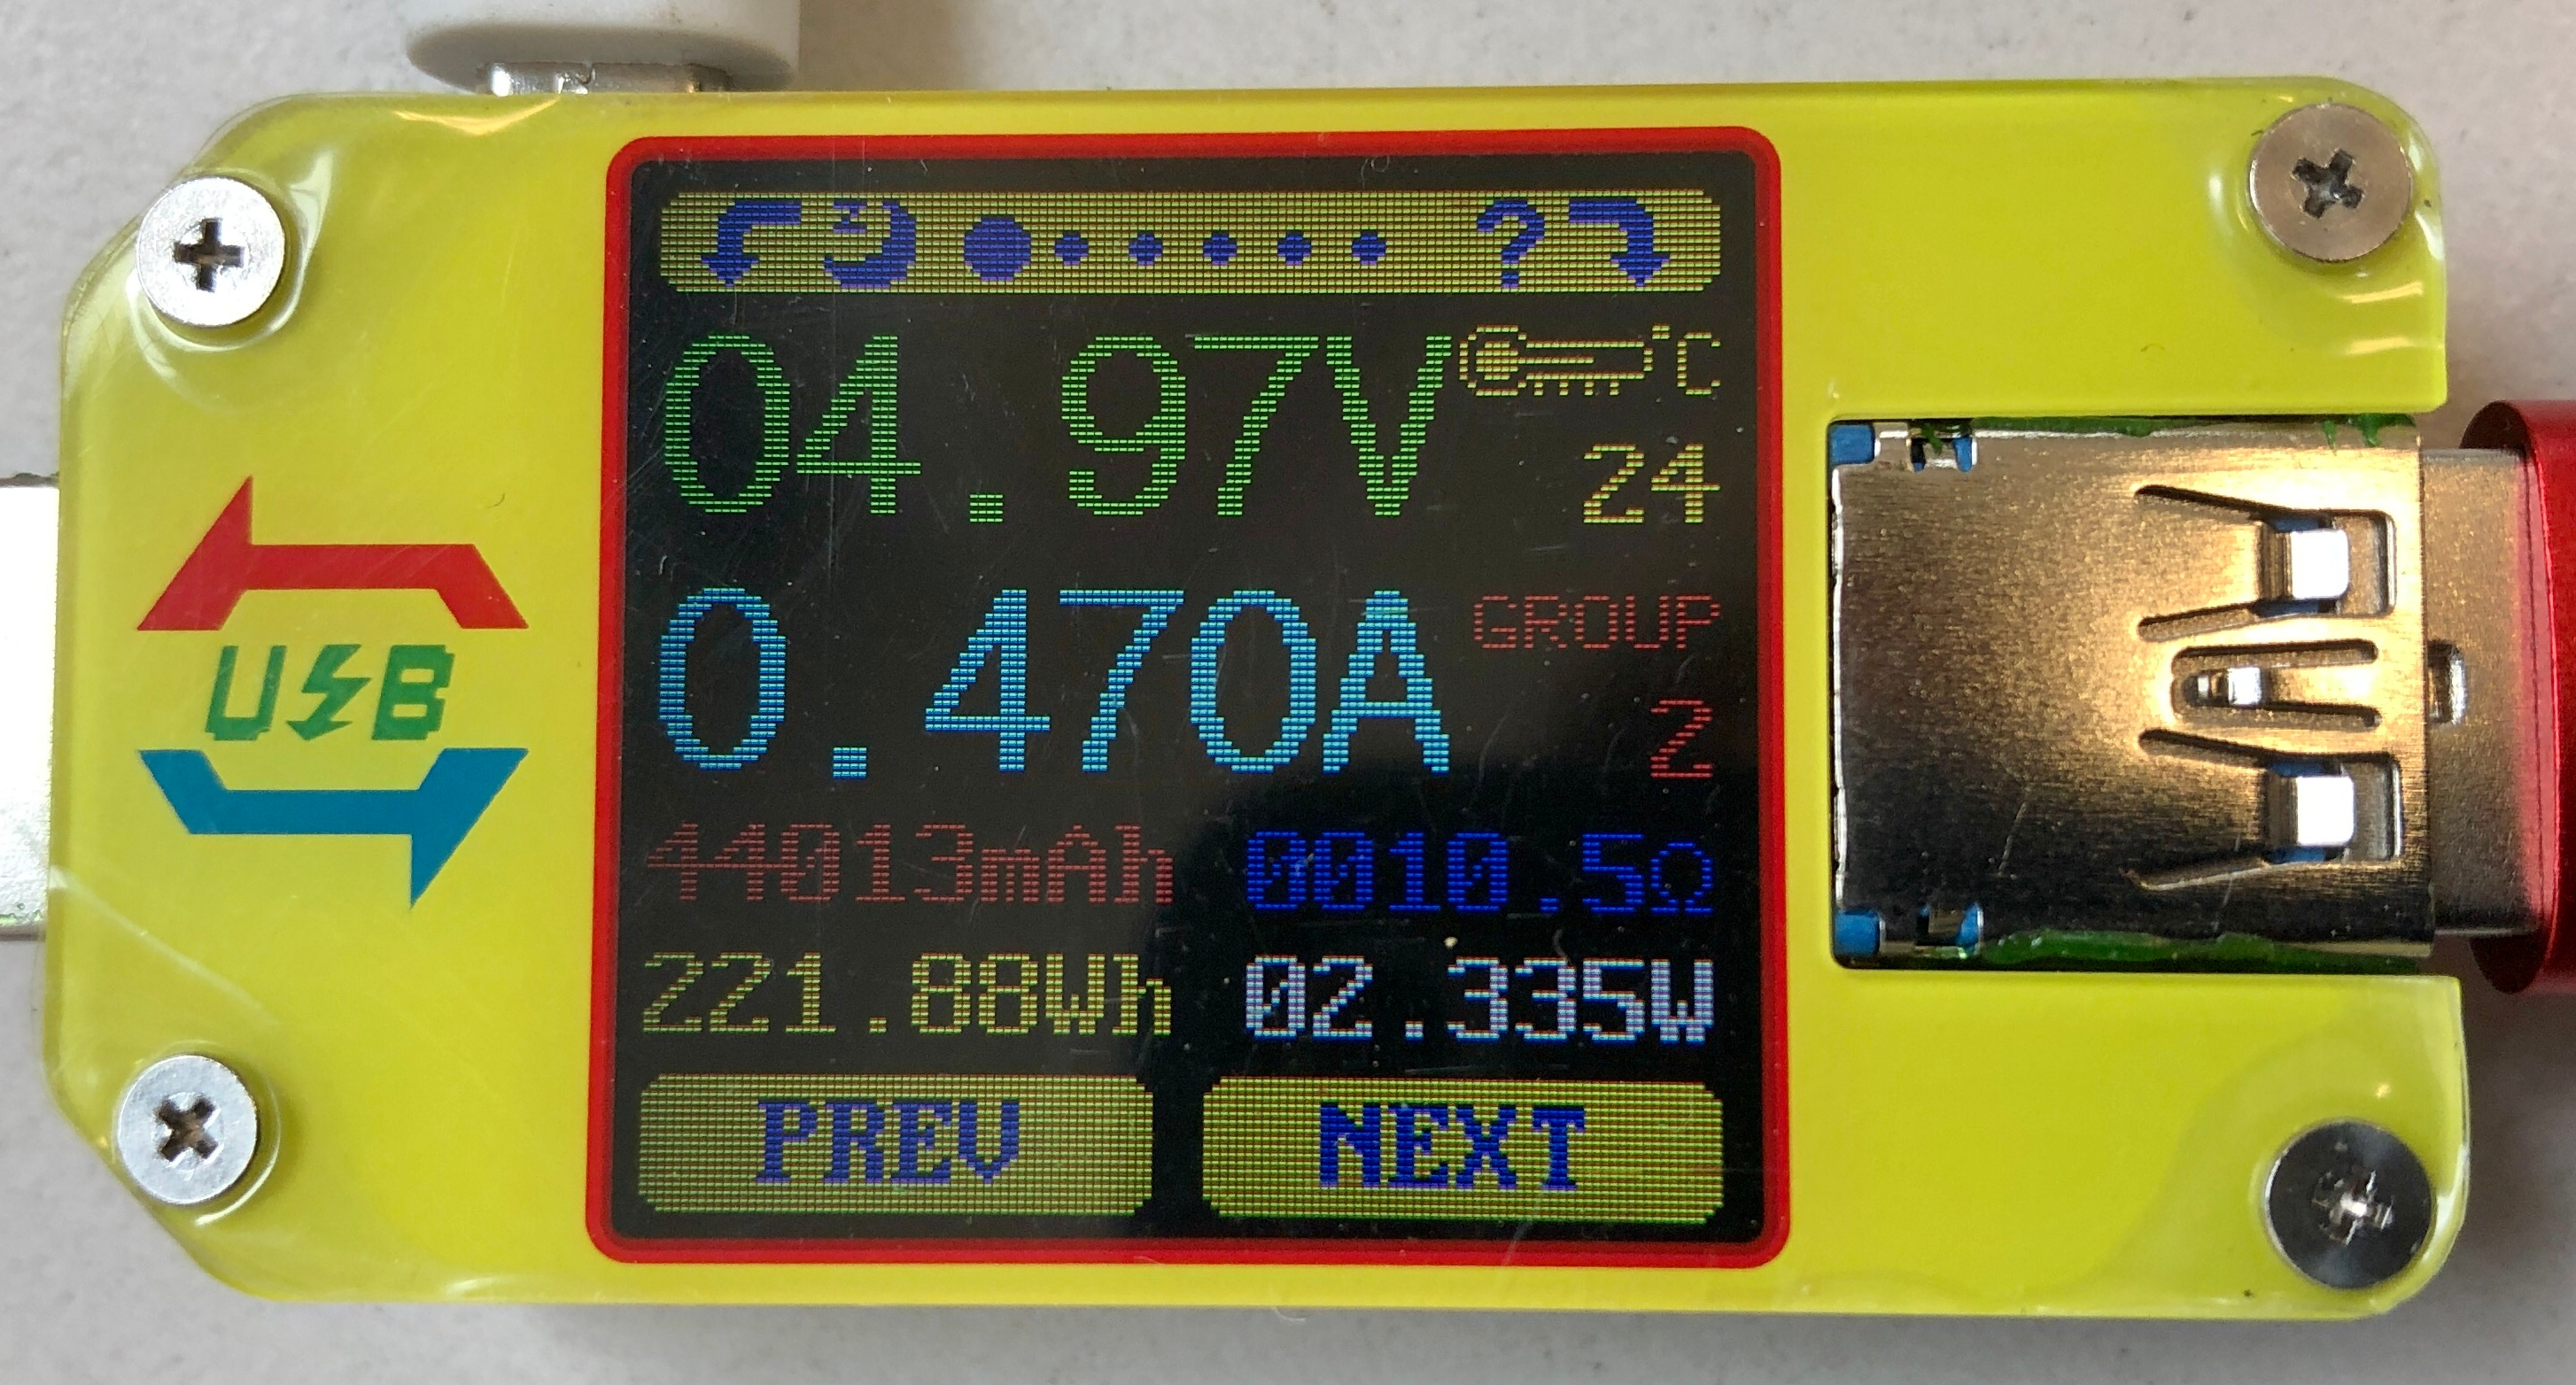 USB
?
04.97V °C
24
0.470A GROUP
2
44013mAh 0010.5Ω
221.88Wh 02.335W
PREV NEXT